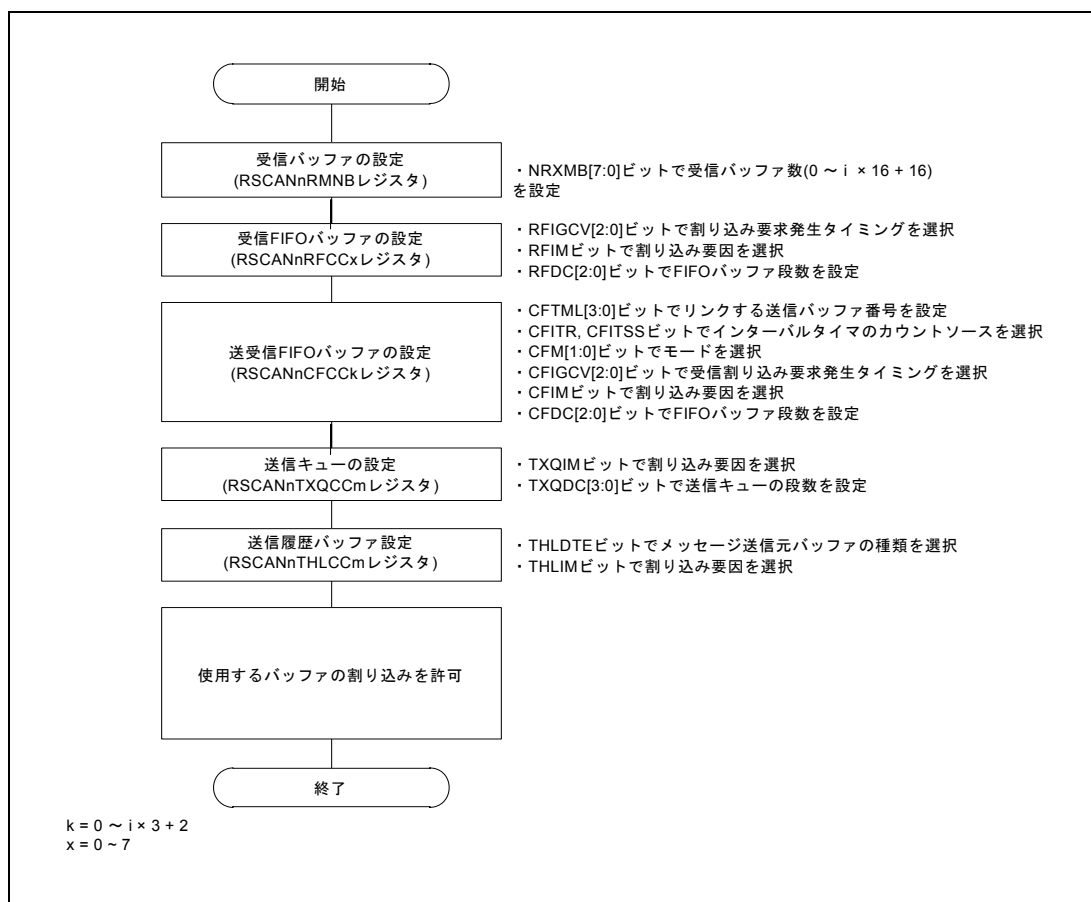 開始
受信バッファの設定
(RSCANnRMNBレジスタ)
・NRXMB[7:0]ビットで受信バッファ数(0 ～ i × 16 + 16)
を設定
受信FIFOバッファの設定
(RSCANnRFCCxレジスタ)
・RFIGCV[2:0]ビットで割り込み要求発生タイミングを選択
・RFIMビットで割り込み要因を選択
・RFDC[2:0]ビットでFIFOバッファ段数を設定
送受信FIFOバッファの設定
(RSCANnCFCCkレジスタ)
・CFTML[3:0]ビットでリンクする送信バッファ番号を設定
・CFITR, CFITSSビットでインターバルタイマのカウントソースを選択
・CFM[1:0]ビットでモードを選択
・CFIGCV[2:0]ビットで受信割り込み要求発生タイミングを選択
・CFIMビットで割り込み要因を選択
・CFDC[2:0]ビットでFIFOバッファ段数を設定
送信キューの設定
(RSCANnTXQCCmレジスタ)
・TXQIMビットで割り込み要因を選択
・TXQDC[3:0]ビットで送信キューの段数を設定
送信履歴バッファ設定
(RSCANnTHLCCmレジスタ)
・THLDTEビットでメッセージ送信元バッファの種類を選択
・THLIMビットで割り込み要因を選択
使用するバッファの割り込みを許可
終了
k = 0 ～ i × 3 + 2
x = 0 ~ 7